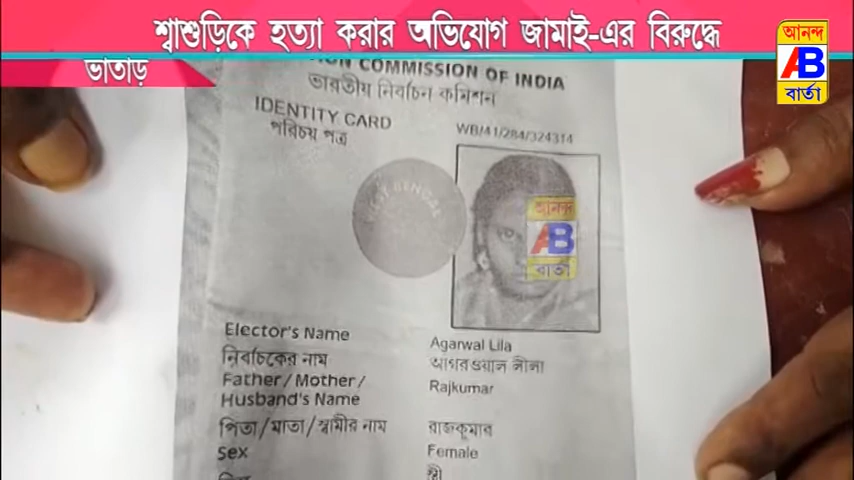 শ্বাশুড়িকে হত্যা করার অভিযোগ জামাই-এর বিরুদ্ধে
ভাতাড়
আনন্দ
AB
বার্তা
COMMISSION OF INDIA
ভারতীয় নির্বাচন কমিশন
IDENTITY CARD
পরিচয় পত্র
WB/41/284/324314
WEST BENGAL
আনন্দ
AB
বার্তা
Elector's Name
Agarwal Lila
নির্বাচকের নাম
আগরওয়াল লীলা
Father/Mother/
Husband's Name
Rajkumar
পিতা/মাতা/স্বামীর নাম
রাজকুমার
Sex
Female
স্ত্রী